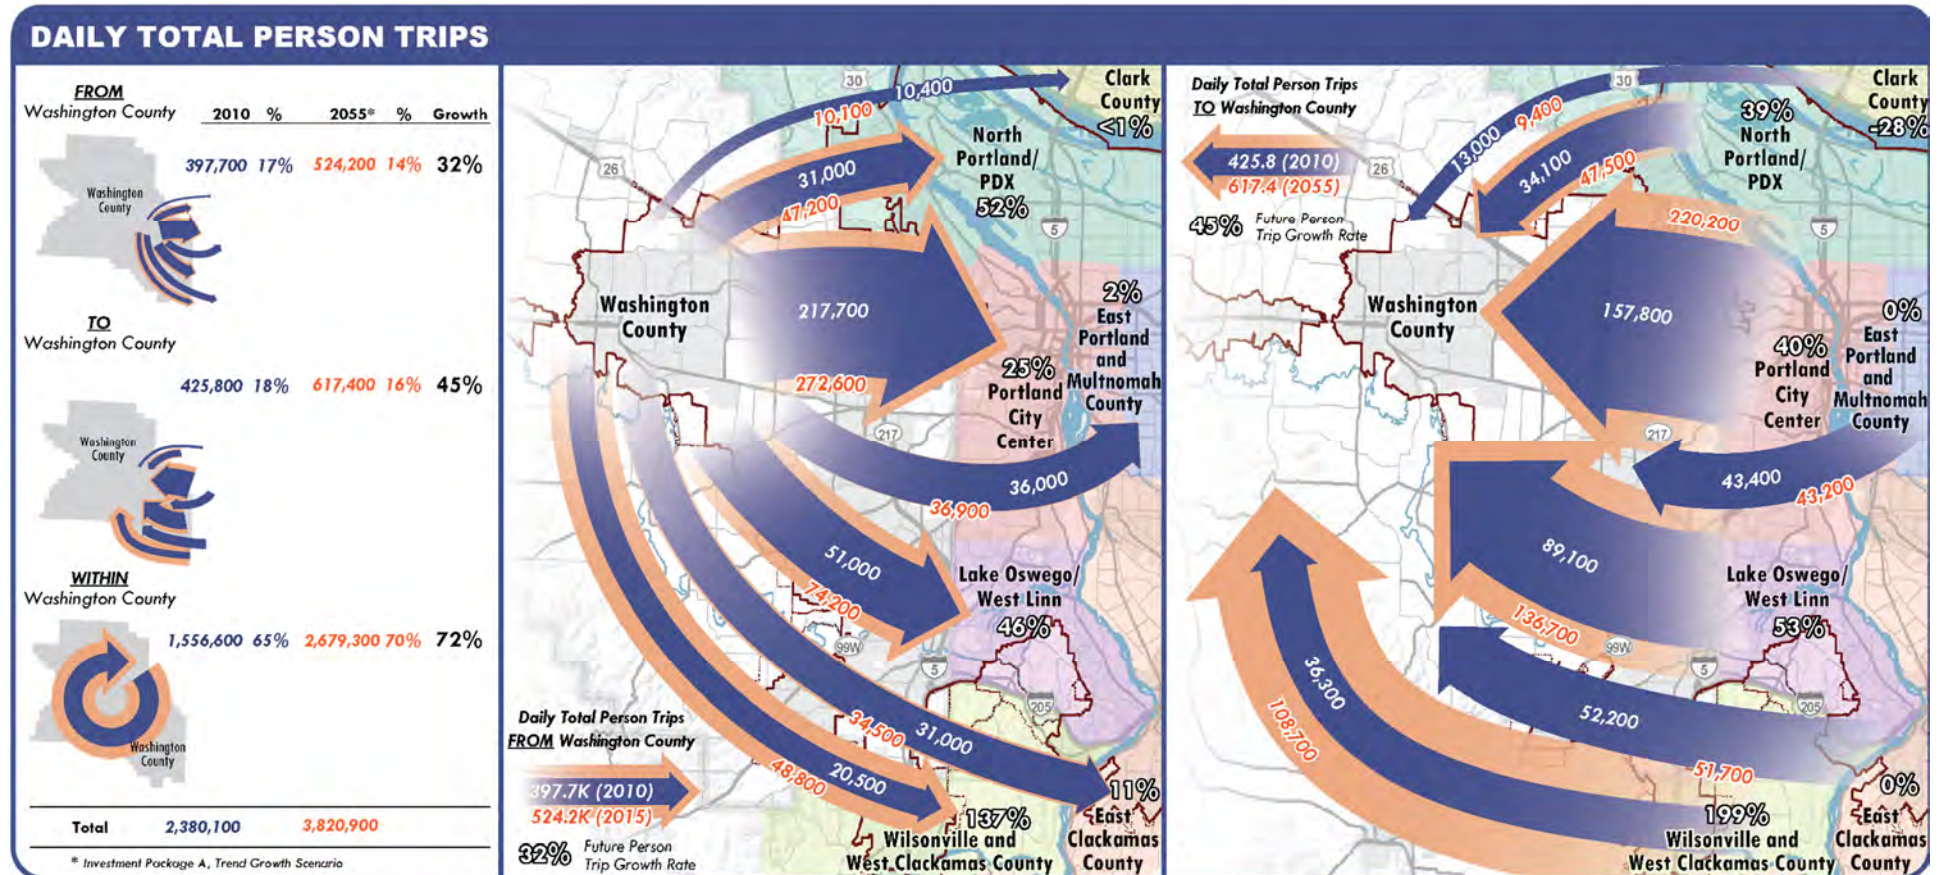 DAILY TOTAL PERSON TRIPS
FROM
Washington County
2010 % 2055* % Growth
397,700 17% 524,200 14% 32%
Washington
County
TO
Washington County
425,800 18% 617,400 16% 45%
Washington
County
WITHIN
Washington County
1,556,600 65% 2,679,300 70% 72%
Washington
County
Total 2,380,100 3,820,900
* Investment Package A, Trend Growth Scenario
30
10,400
10,100
Clark
County
<1%
26
31,000
47,200
North
Portland/
PDX
52%
5
Washington
County
217,700
272,600
2%
East
Portland
and
Multnomah
County
25%
Portland
City
Center
217
36,000
36,900
51,000
74,200
Lake Oswego/
West Linn
46%
99W
5
205
Daily Total Person Trips
FROM Washington County
397.7K (2010)
524.2K (2015)
32% Future Person
Trip Growth Rate
34,500
31,000
48,800
20,500
137%
Wilsonville and
West Clackamas County
11%
East
Clackamas
County
Daily Total Person Trips
TO Washington County
425.8 (2010)
617.4 (2055)
45% Future Person
Trip Growth Rate
30
26
13,000
9,400
Clark
County
-28%
34,100
47,500
39%
North
Portland/
PDX
220,200
5
Washington
County
157,800
0%
East
Portland
and
Multnomah
County
40%
Portland
City
Center
217
43,400
43,200
89,100
136,700
Lake Oswego/
West Linn
53%
99W
5
205
36,300
108,700
52,200
51,700
199%
Wilsonville and
West Clackamas County
0%
East
Clackamas
County